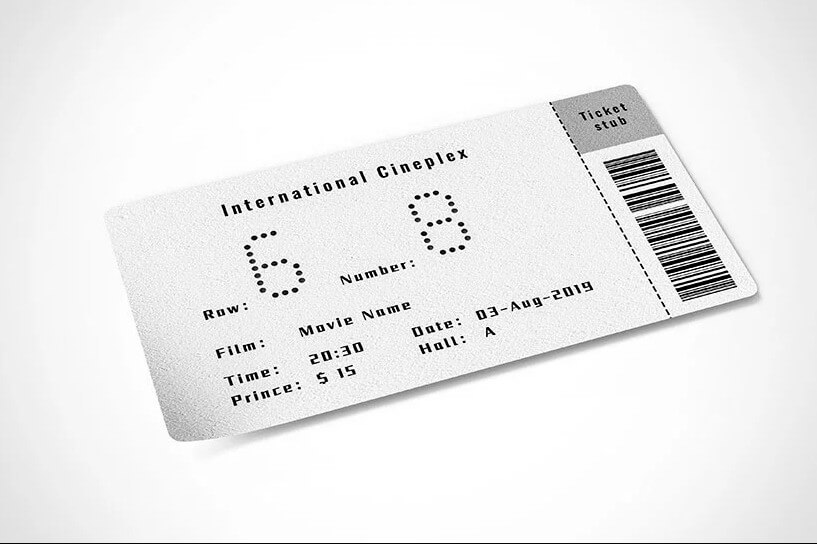 International Cineplex
Row: 6 Number: 8
Film: Movie Name
Time: 20:30 Date: 03-Aug-2019
Prince: $ 15 Hall: A
Ticket
stub